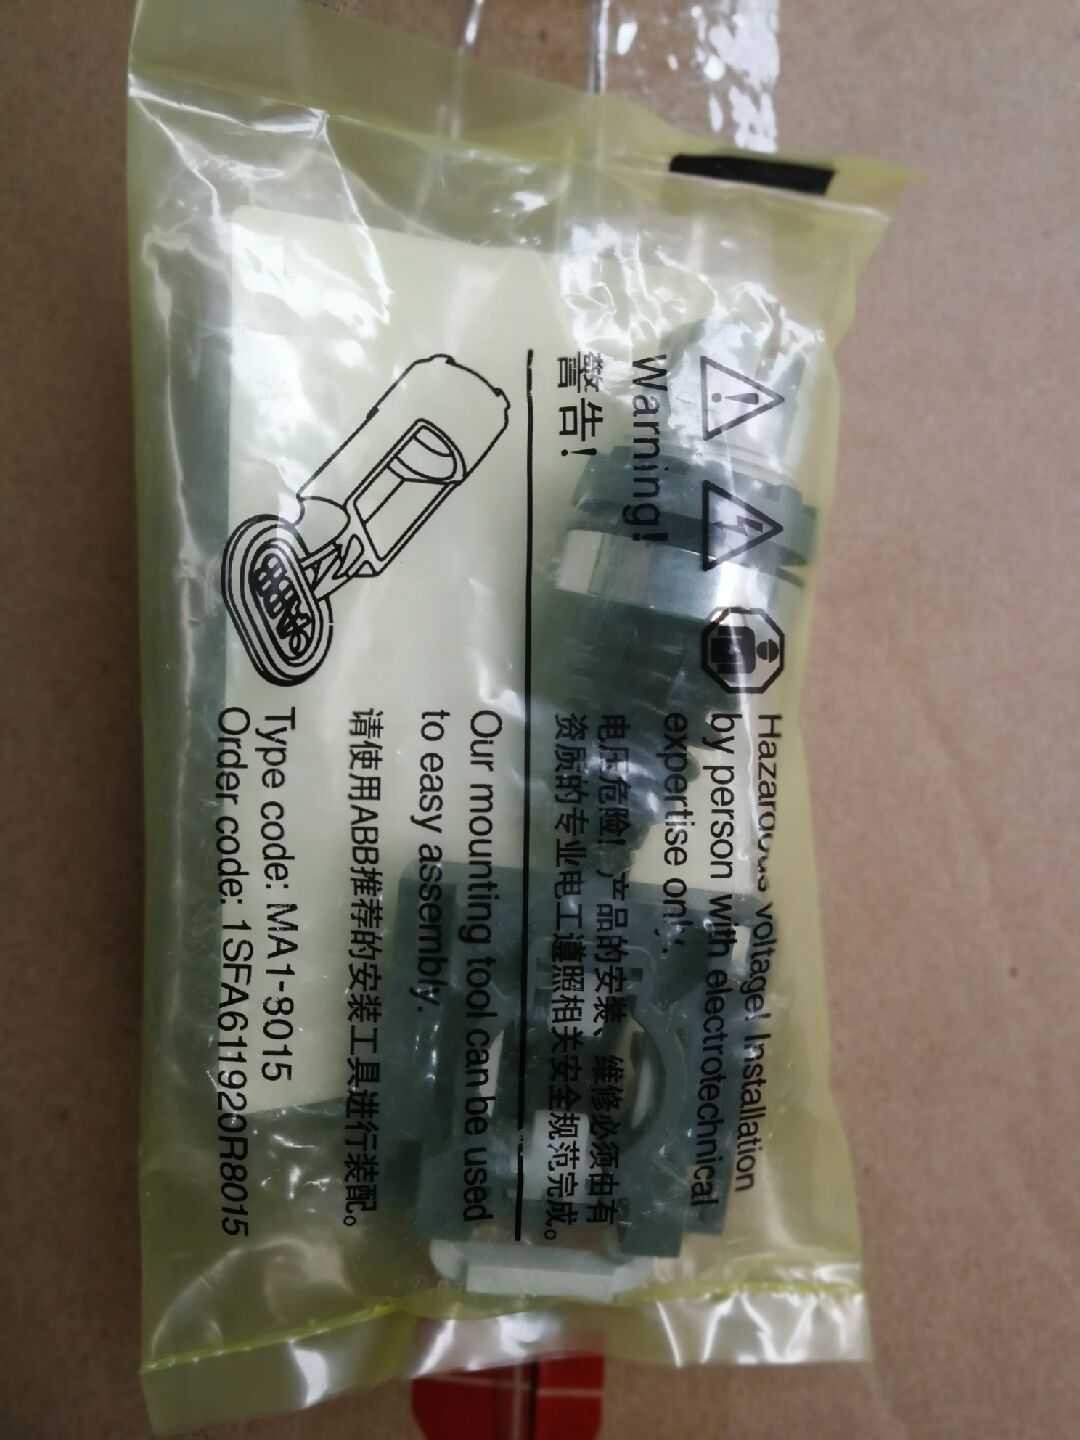 Warning!
警告!
Hazardous voltage! Installation
by person with electrotechnical
expertise only.
电压危险! 产品的安装、维修必须由有
资质的专业电工遵照相关安全规范完成。
Our mounting tool can be used
to easy assembly.
请使用ABB推荐的安装工具进行装配。
Type code: MA1-8015
Order code: 1SFA611920R8015